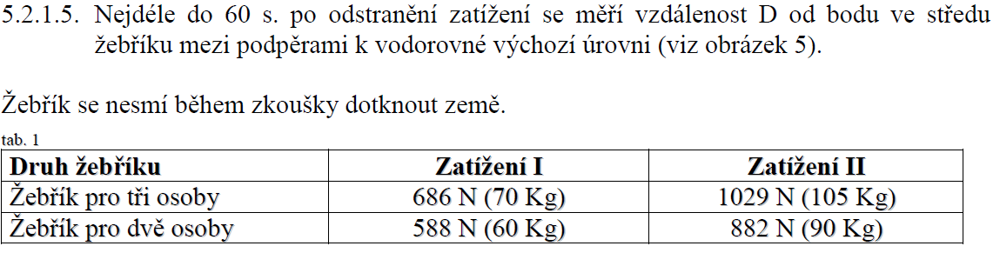 5.2.1.5. Nejdéle do 60 s. po odstranění zatížení se měří vzdálenost D od bodu ve středu
žebříku mezi podpěrami k vodorovné výchozí úrovni (viz obrázek 5).
Žebřík se nesmí během zkoušky dotknout země.
tab. 1
Druh žebříku Zatížení I Zatížení II
Žebřík pro tři osoby 686 N (70 Kg) 1029 N (105 Kg)
Žebřík pro dvě osoby 588 N (60 Kg) 882 N (90 Kg)